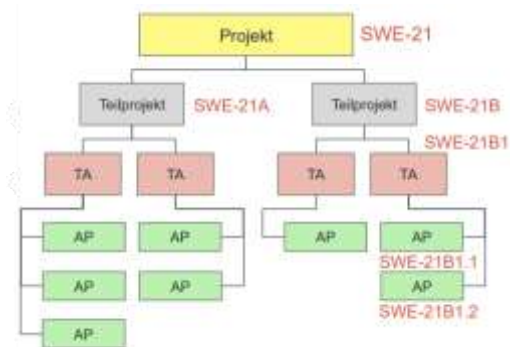 Projekt SWE-21
Teilprojekt SWE-21A Teilprojekt SWE-21B
SWE-21B1
TA TA TA TA
AP AP AP AP
SWE-21B1.1
AP AP AP
SWE-21B1.2
AP